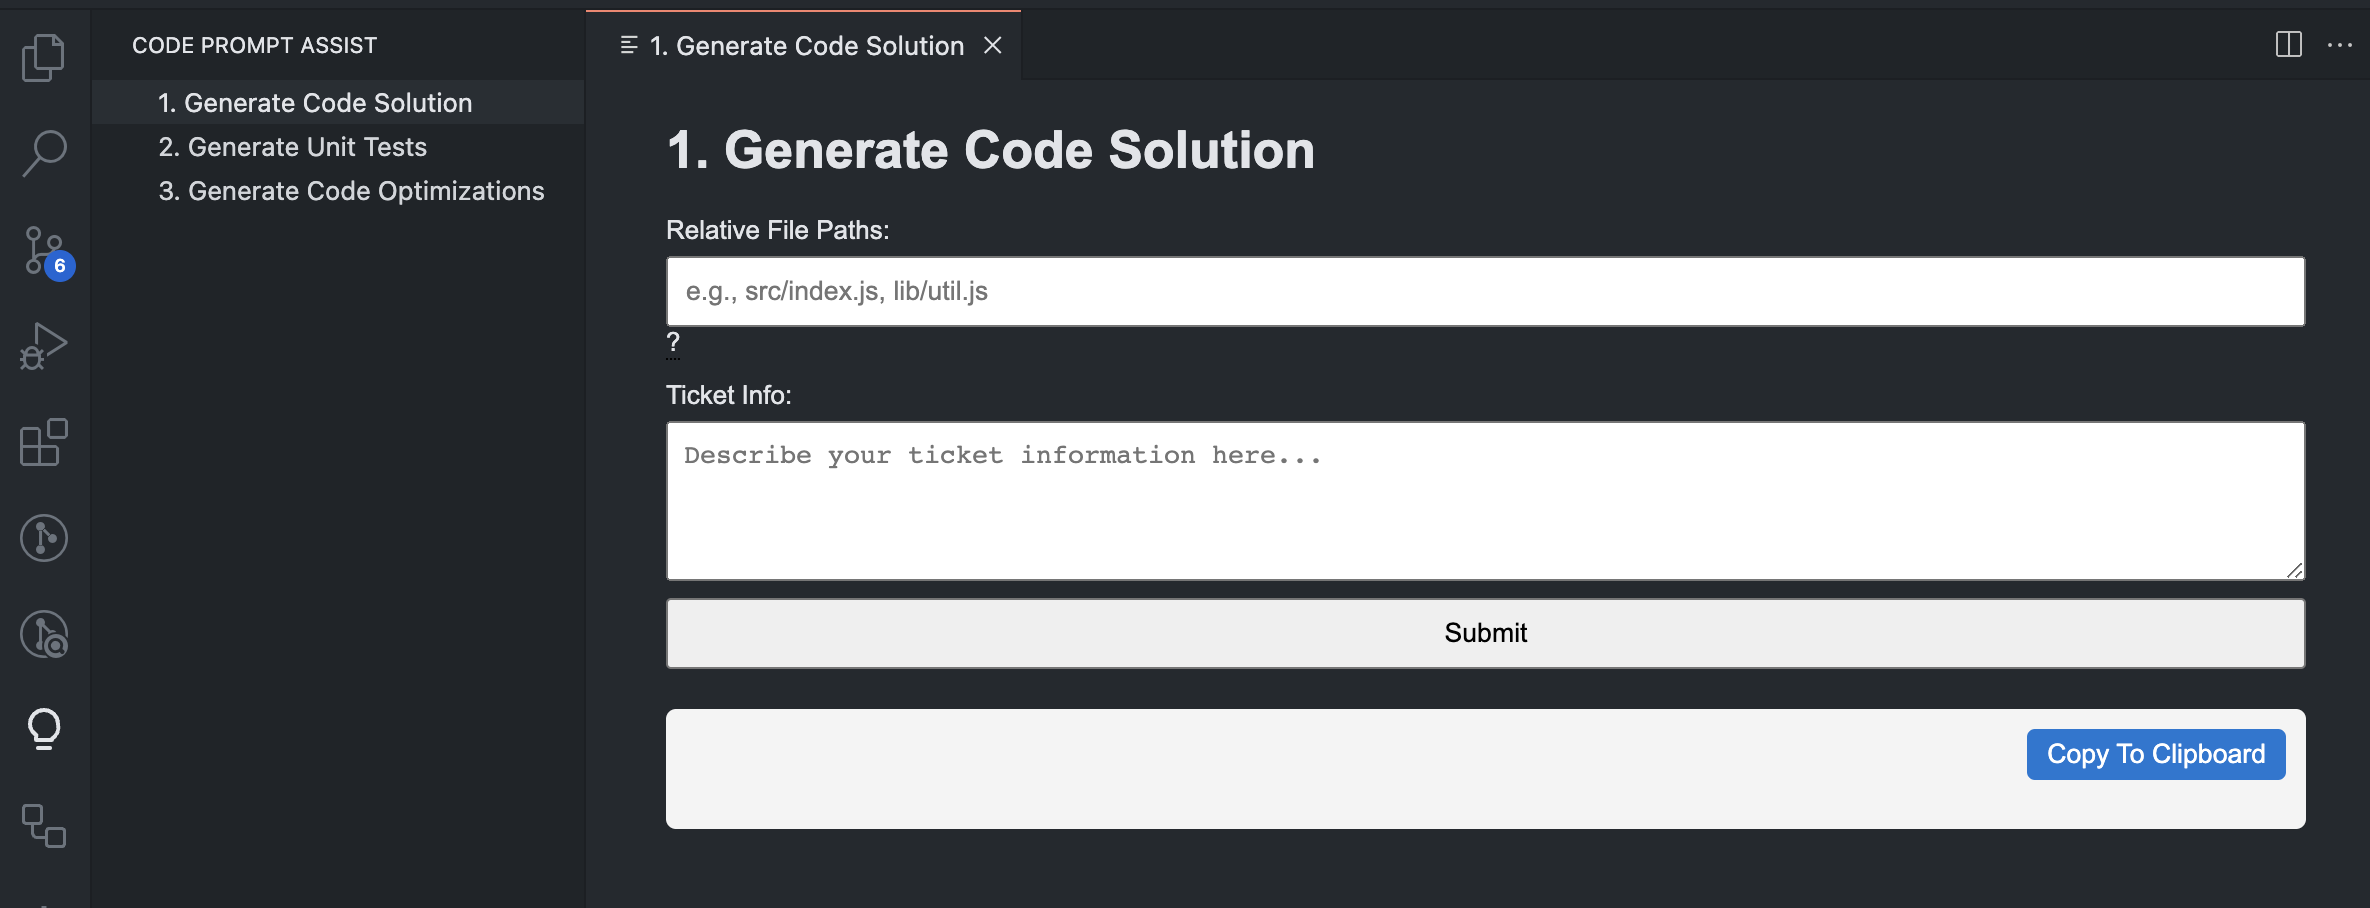 CODE PROMPT ASSIST
1. Generate Code Solution
2. Generate Unit Tests
3. Generate Code Optimizations
6
1. Generate Code Solution
1. Generate Code Solution
Relative File Paths:
e.g., src/index.js, lib/util.js
?
Ticket Info:
Describe your ticket information here...
Submit
Copy To Clipboard